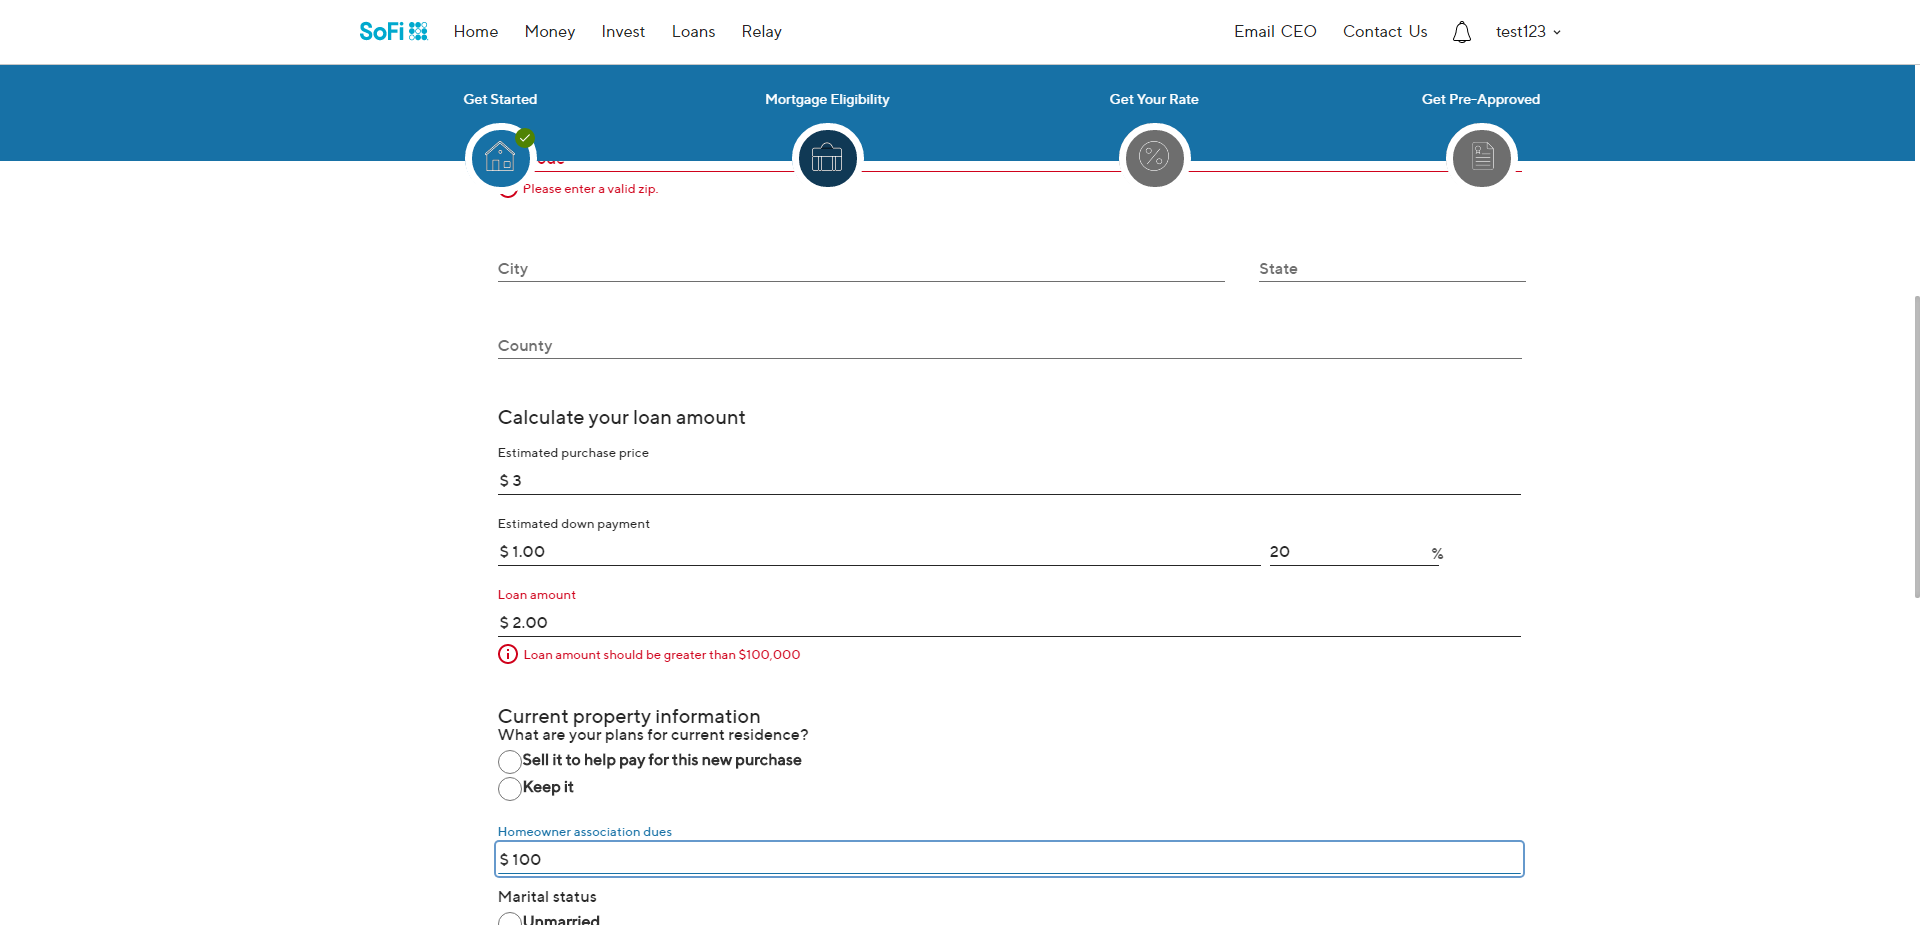 SoFi Home Money Invest Loans Relay Email CEO Contact Us test123
Get Started Mortgage Eligibility Get Your Rate Get Pre-Approved
Please enter a valid zip.
City State
County
Calculate your loan amount
Estimated purchase price
$ 3
Estimated down payment
$ 1.00 20 %
Loan amount
$ 2.00
Loan amount should be greater than $100,000
Current property information
What are your plans for current residence?
Sell it to help pay for this new purchase
Keep it
Homeowner association dues
$ 100
Marital status
Unmarried